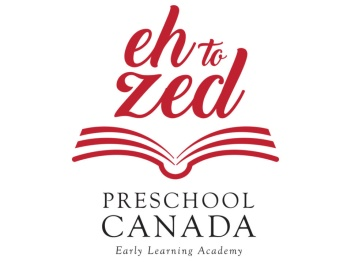 eh to
zed
PRESCHOOL
CANADA
Early Learning Academy